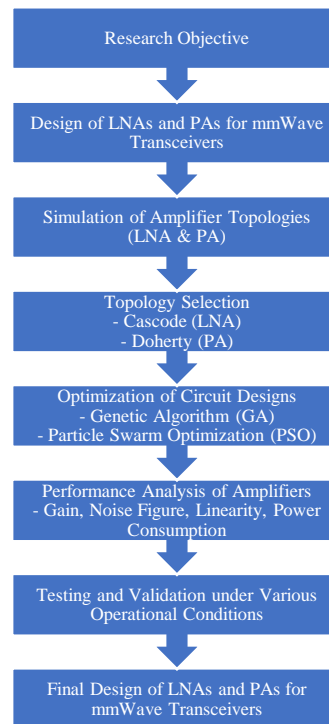 Research Objective
Design of LNAs and PAs for mmWave
Transceivers
Simulation of Amplifier Topologies
(LNA & PA)
Topology Selection
- Cascode (LNA)
- Doherty (PA)
Optimization of Circuit Designs
- Genetic Algorithm (GA)
- Particle Swarm Optimization (PSO)
Performance Analysis of Amplifiers
- Gain, Noise Figure, Linearity, Power
Consumption
Testing and Validation under Various
Operational Conditions
Final Design of LNAs and PAs for
mmWave Transceivers